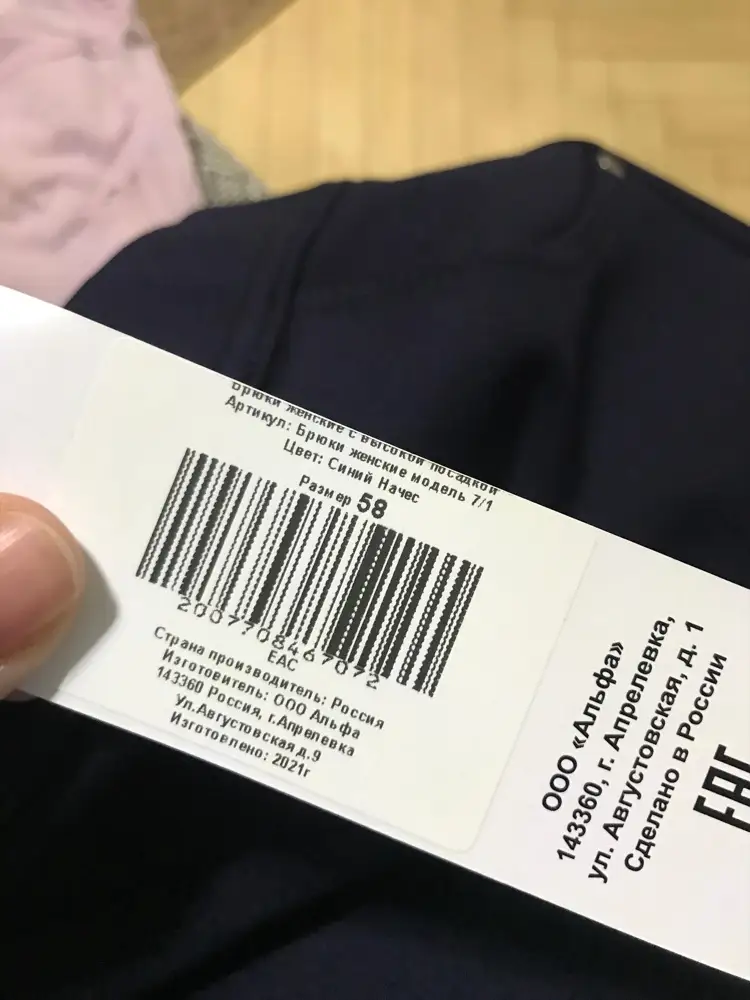 Брюки женские с высокой посадкой
Артикул: Брюки женские модель 7/1
Цвет: Синий Начес
Размер 58
2007708467072
EAC
Страна производитель: Россия
Изготовитель: ООО Альфа
143360 Россия, г.Апрелевка
Ул.Августовская д.9
Изготовлено: 2021г
ООО «Альфа»
143360, г. Апрелевка,
ул. Августовская, д. 1
Сделано в России
EAC